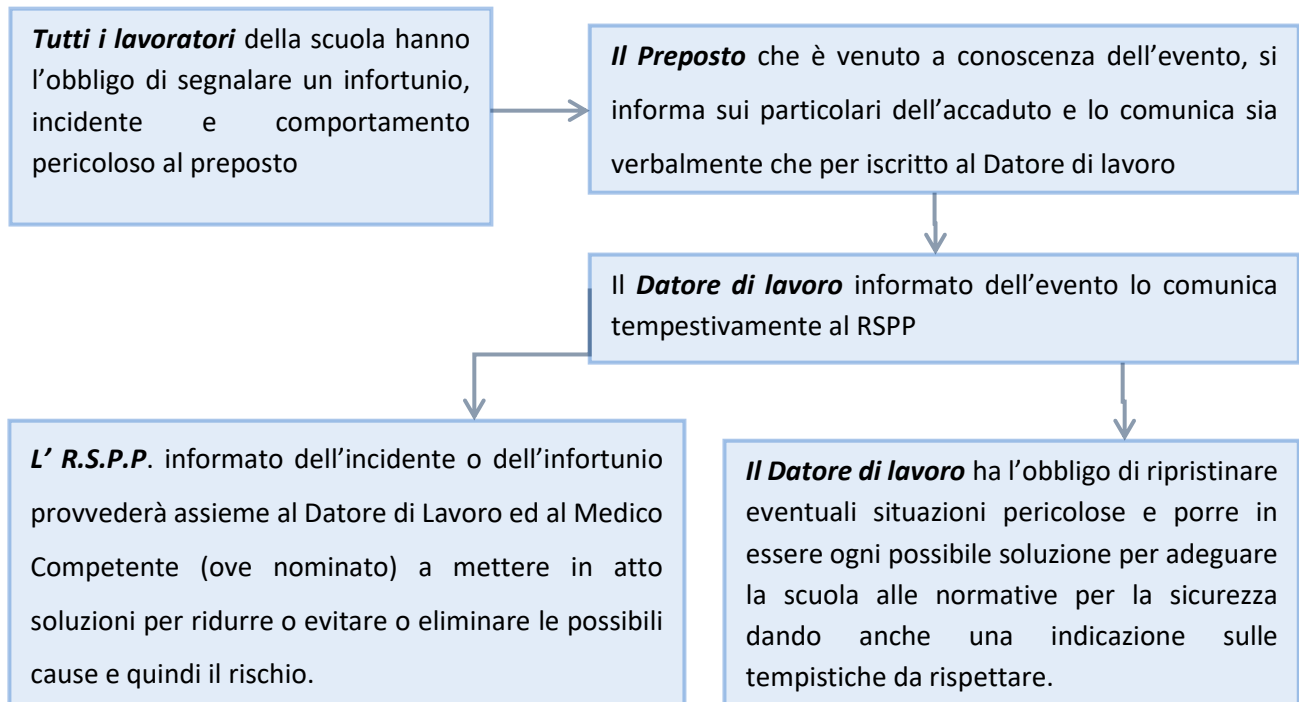 Tutti i lavoratori della scuola hanno
l’obbligo di segnalare un infortunio,
incidente e comportamento
pericoloso al preposto
Il Preposto che è venuto a conoscenza dell’evento, si
informa sui particolari dell’accaduto e lo comunica sia
verbalmente che per iscritto al Datore di lavoro
Il Datore di lavoro informato dell’evento lo comunica
tempestivamente al RSPP
L’ R.S.P.P. informato dell’incidente o dell’infortunio
provvederà assieme al Datore di Lavoro ed al Medico
Competente (ove nominato) a mettere in atto
soluzioni per ridurre o evitare o eliminare le possibili
cause e quindi il rischio.
Il Datore di lavoro ha l’obbligo di ripristinare
eventuali situazioni pericolose e porre in
essere ogni possibile soluzione per adeguare
la scuola alle normative per la sicurezza
dando anche una indicazione sulle
tempistiche da rispettare.